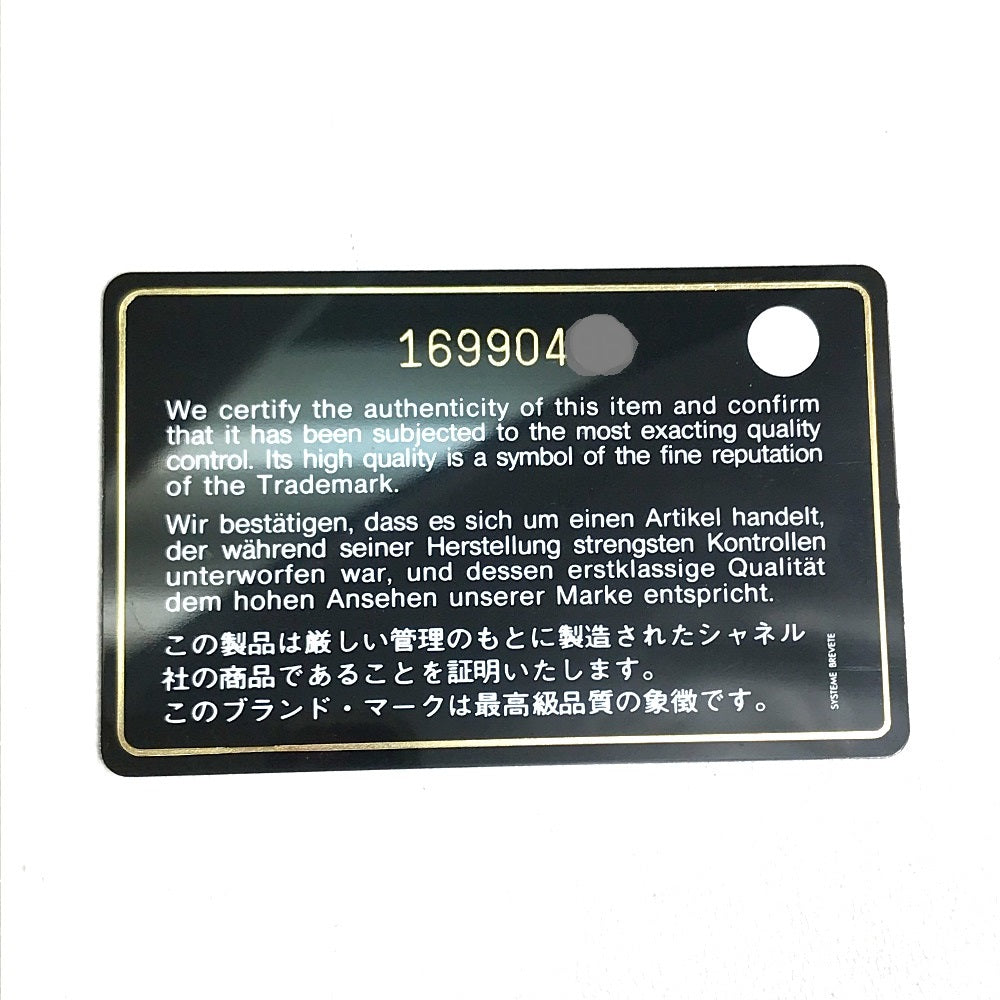 169904
We certify the authenticity of this item and confirm
that it has been subjected to the most exacting quality
control. Its high quality is a symbol of the fine reputation
of the Trademark.
Wir bestätigen, dass es sich um einen Artikel handelt,
der während seiner Herstellung strengsten Kontrollen
unterworfen war, und dessen erstklassige Qualität
dem hohen Ansehen unserer Marke entspricht.
この製品は厳しい管理のもとに製造されたシャネル
社の商品であることを証明いたします。
このブランド・マークは最高級品質の象徴です。
SYSTEME BREVETE